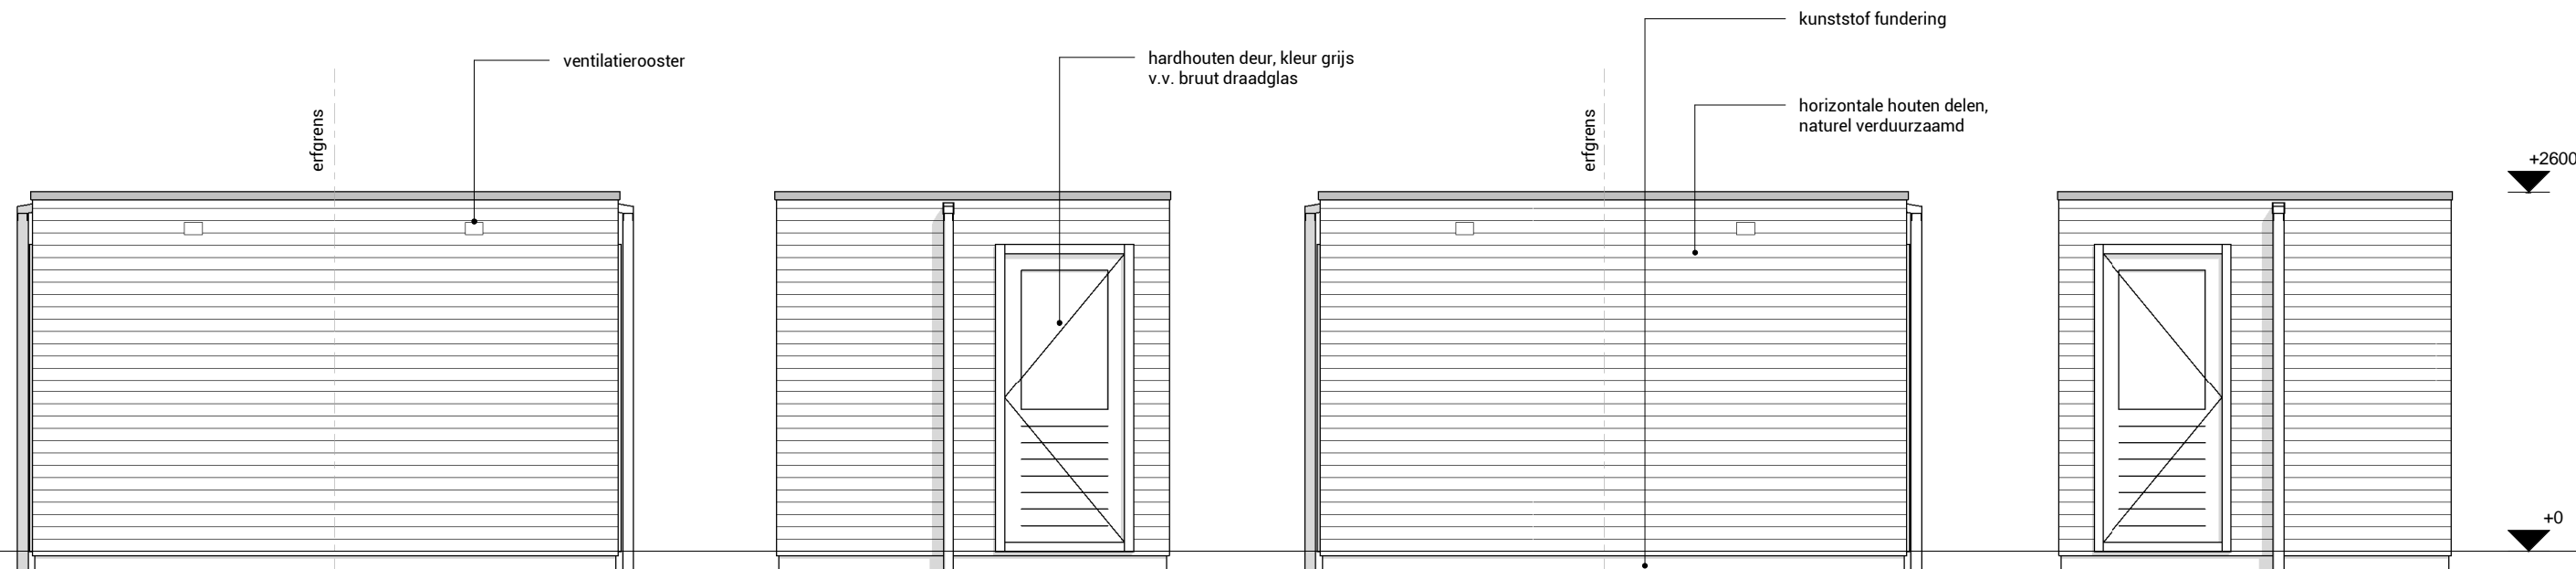 kunststof fundering
ventilatierooster
hardhouten deur, kleur grijs
v.v. bruut draadglas
horizontale houten delen,
naturel verduurzaamd
erfgrens
erfgrens
+2600
+0